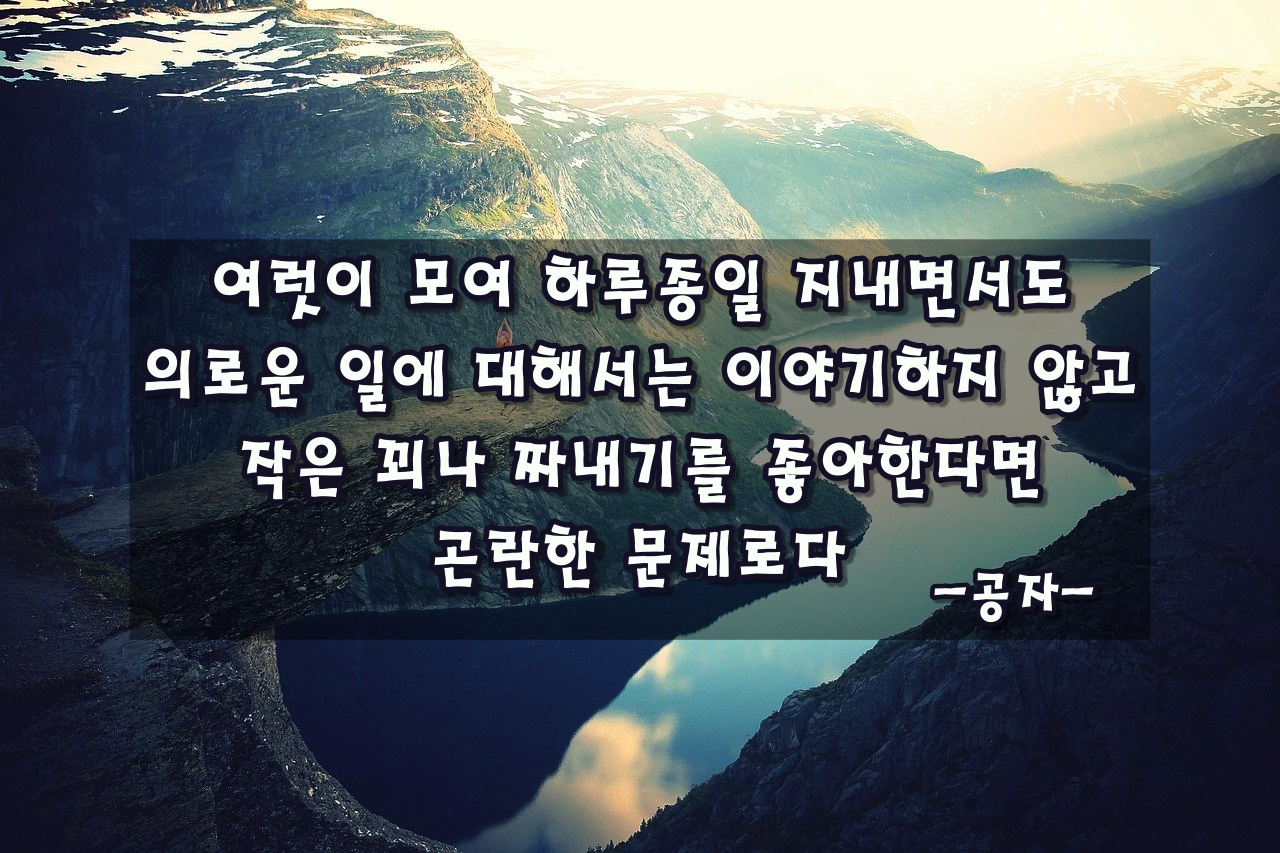 여럿이 모여 하루종일 지내면서도
의로운 일에 대해서는 이야기하지 않고
작은 꾀나 짜내기를 좋아한다면
곤란한 문제로다
-공자-